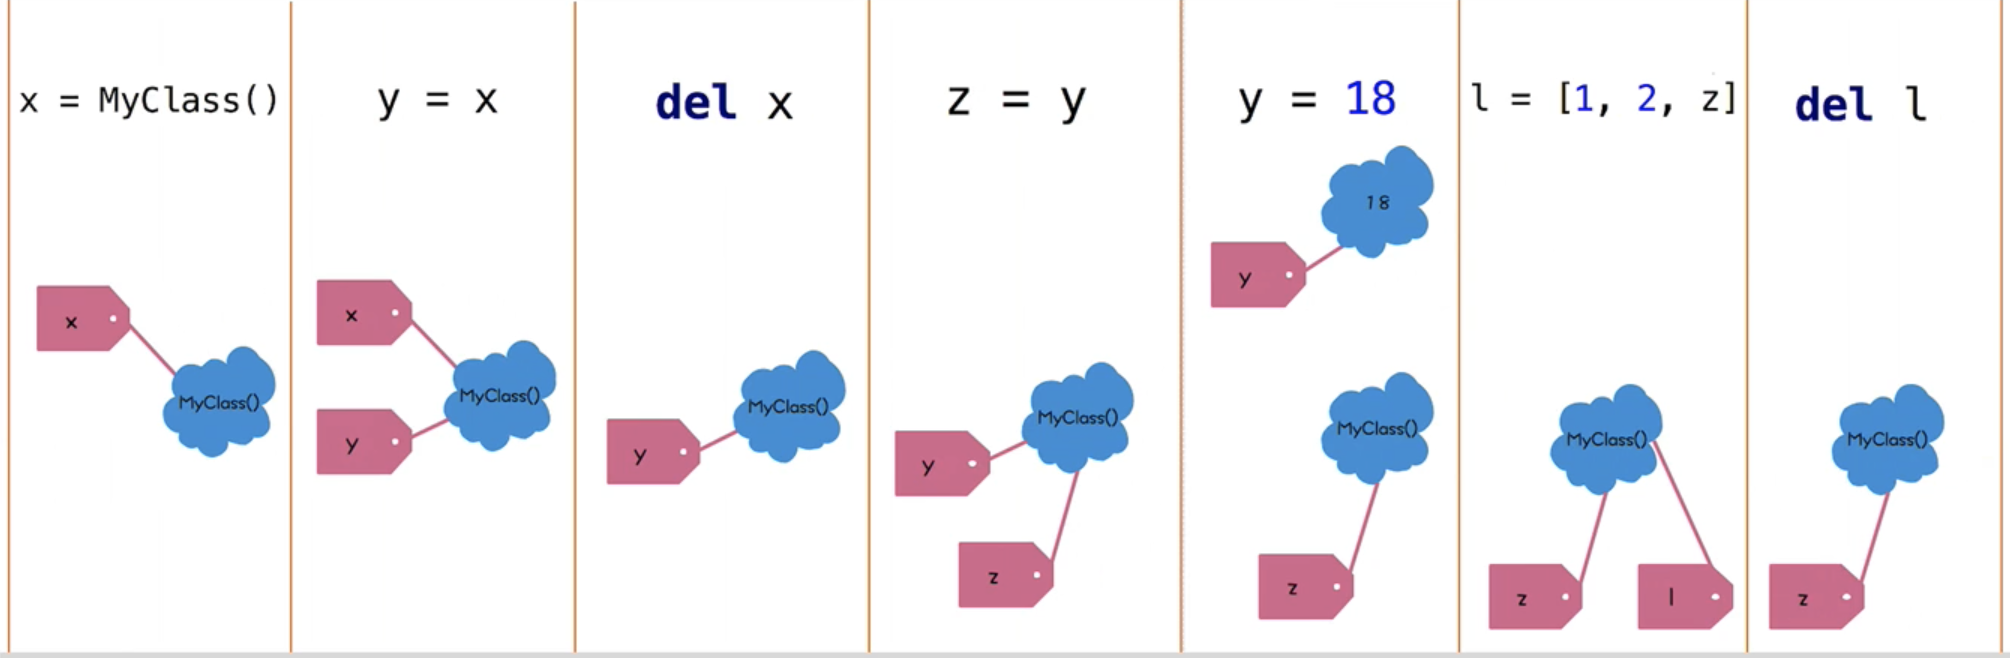 x = MyClass()
y = x
del x
z = y
y = 18
l = [1, 2, z]
del l
x
MyClass()
x
y
MyClass()
y
MyClass()
y
z
MyClass()
18
y
MyClass()
z
MyClass()
z
l
MyClass()
z